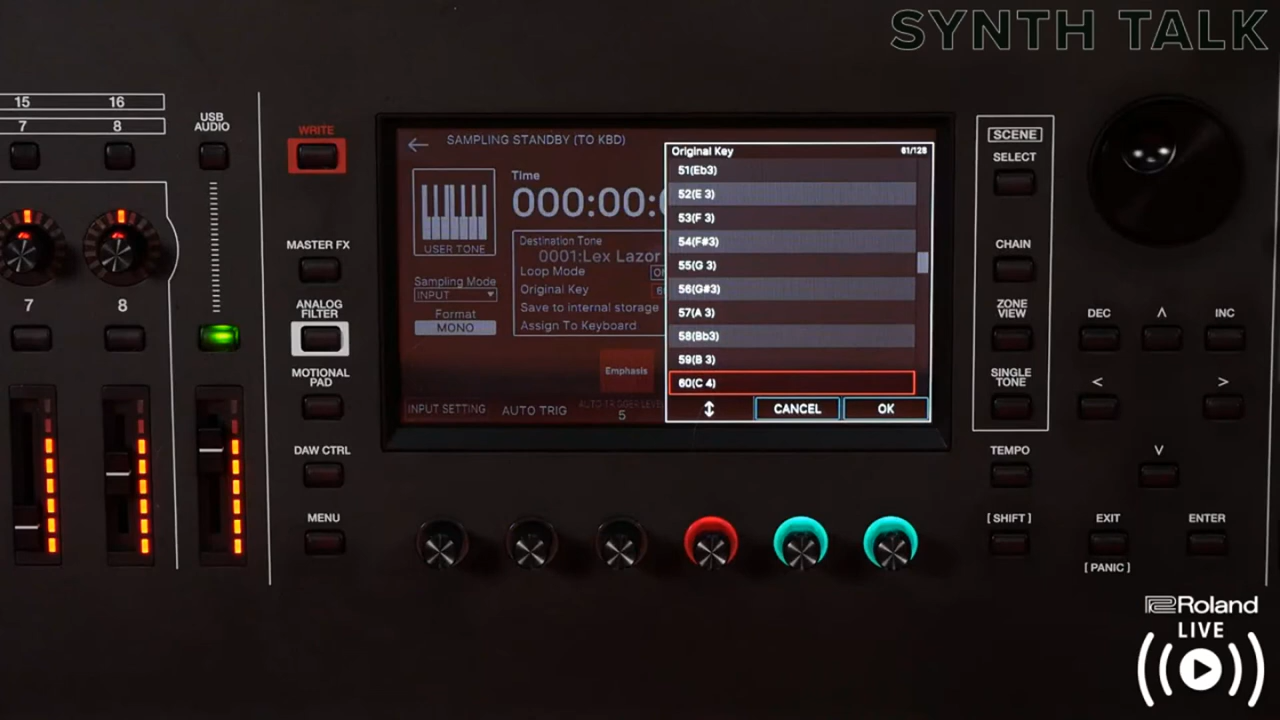 SYNTH TALK
15 16
7 8
USB
AUDIO
7
8
WRITE
MASTER FX
ANALOG
FILTER
MOTIONAL
PAD
DAW CTRL
MENU
SAMPLING STANDBY (TO KBD)
USER TONE
Sampling Mode
INPUT
Format
MONO
Time
000:00:
Destination Tone
0001:Lex Lazor
Loop Mode
Original Key
Save to internal storage
Assign To Keyboard
Emphasis
INPUT SETTING
AUTO TRIG
AUTO TRIGGER LEVEL
5
Original Key 61/128
51(Eb3)
52(E 3)
53(F 3)
54(F#3)
55(G 3)
56(G#3)
57(A 3)
58(Bb3)
59(B 3)
60(C 4)
CANCEL OK
SCENE
SELECT
CHAIN
ZONE
VIEW
SINGLE
TONE
TEMPO
[SHIFT]
DEC ∧ INC
< >
∨
EXIT ENTER
[PANIC]
Roland
LIVE